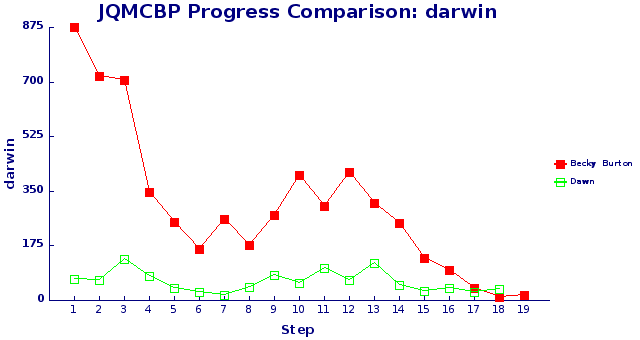 JQMCBP Progress Comparison: darwin
875
700
525
350
175
0
darwin
1 2 3 4 5 6 7 8 9 10 11 12 13 14 15 16 17 18 19
Step
Becky Burton
Dawn